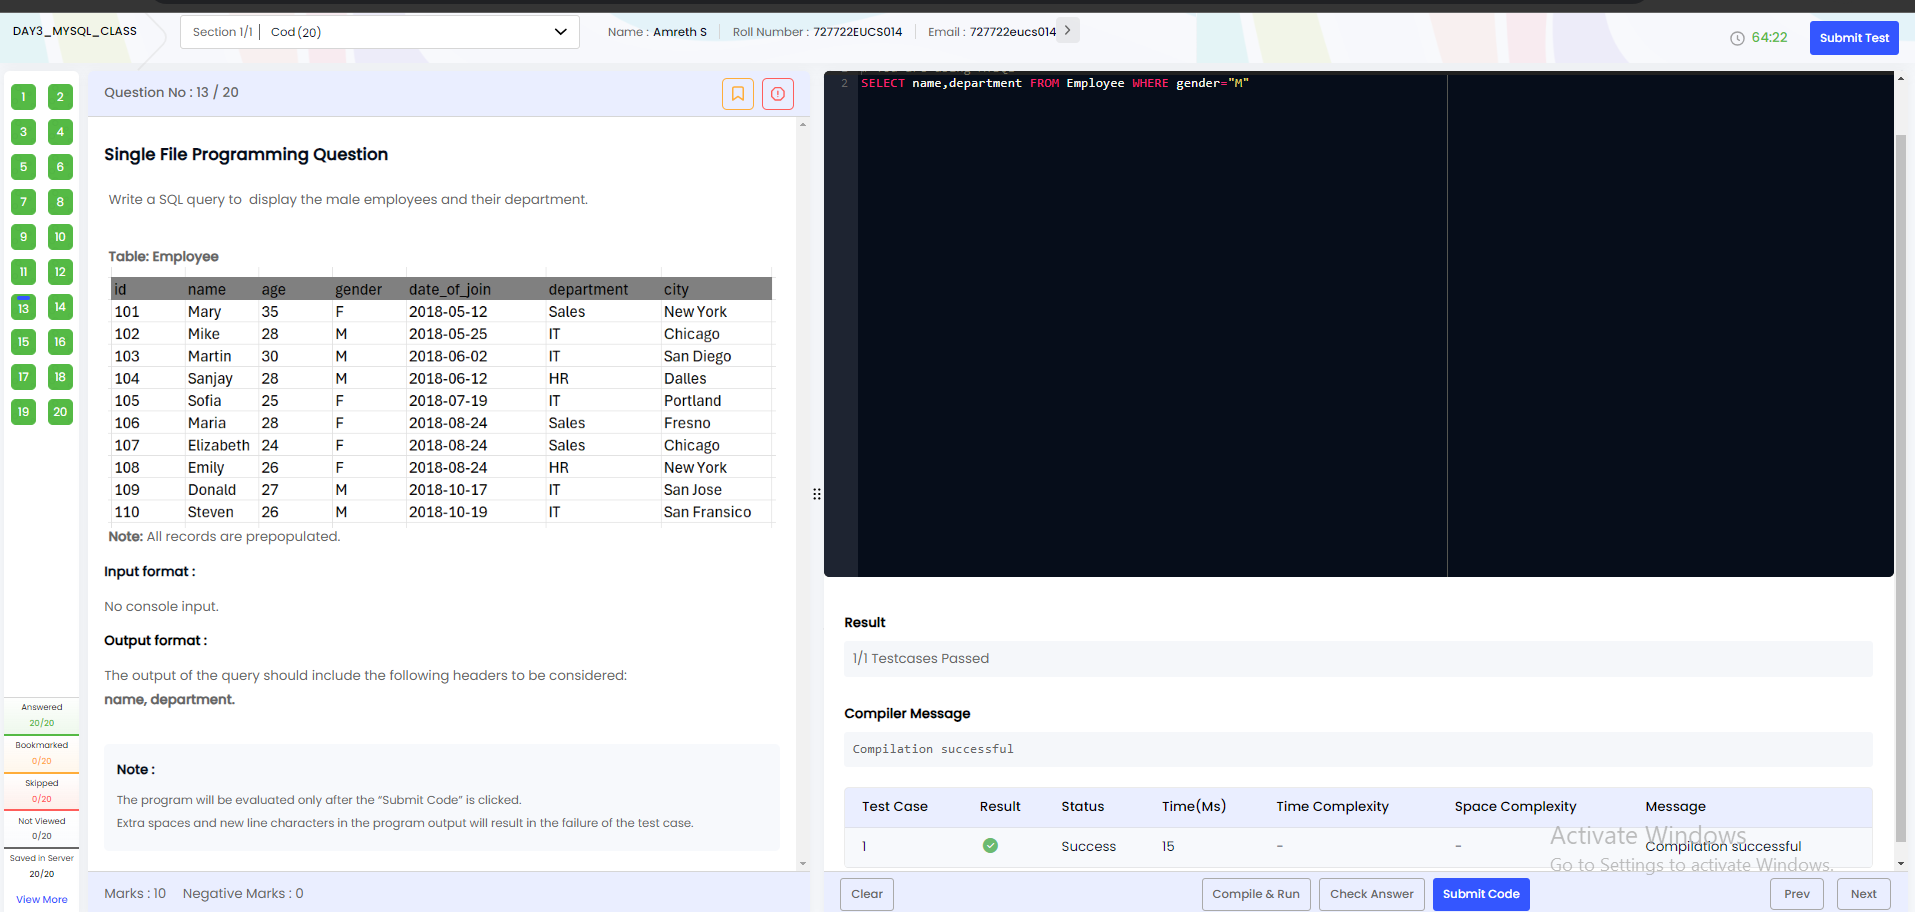 DAY3_MYSQL_CLASS
Section 1/1 | Cod (20)
Name : Amreth S
Roll Number : 727722EUCS014
Email : 727722eucs014
64:22
Submit Test
1 2
3 4
5 6
7 8
9 10
11 12
13 14
15 16
17 18
19 20
Answered
20/20
Bookmarked
0/20
Skipped
0/20
Not Viewed
0/20
Saved in Server
20/20
View More
Question No : 13 / 20
Single File Programming Question
Write a SQL query to display the male employees and their department.
Table: Employee
id name age gender date_of_join department city
101 Mary 35 F 2018-05-12 Sales New York
102 Mike 28 M 2018-05-25 IT Chicago
103 Martin 30 M 2018-06-02 IT San Diego
104 Sanjay 28 M 2018-06-12 HR Dalles
105 Sofia 25 F 2018-07-19 IT Portland
106 Maria 28 F 2018-08-24 Sales Fresno
107 Elizabeth 24 F 2018-08-24 Sales Chicago
108 Emily 26 F 2018-08-24 HR New York
109 Donald 27 M 2018-10-17 IT San Jose
110 Steven 26 M 2018-10-19 IT San Fransico
Note: All records are prepopulated.
Input format :
No console input.
Output format :
The output of the query should include the following headers to be considered:
name, department.
Note :
The program will be evaluated only after the “Submit Code” is clicked.
Extra spaces and new line characters in the program output will result in the failure of the test case.
Marks : 10 Negative Marks : 0
2 SELECT name,department FROM Employee WHERE gender="M"
Result
1/1 Testcases Passed
Compiler Message
Compilation successful
Test Case Result Status Time(Ms) Time Complexity Space Complexity Message
1 Success 15 - - Compilation successful
Activate Windows
Go to Settings to activate Windows.
Clear
Compile & Run
Check Answer
Submit Code
Prev
Next